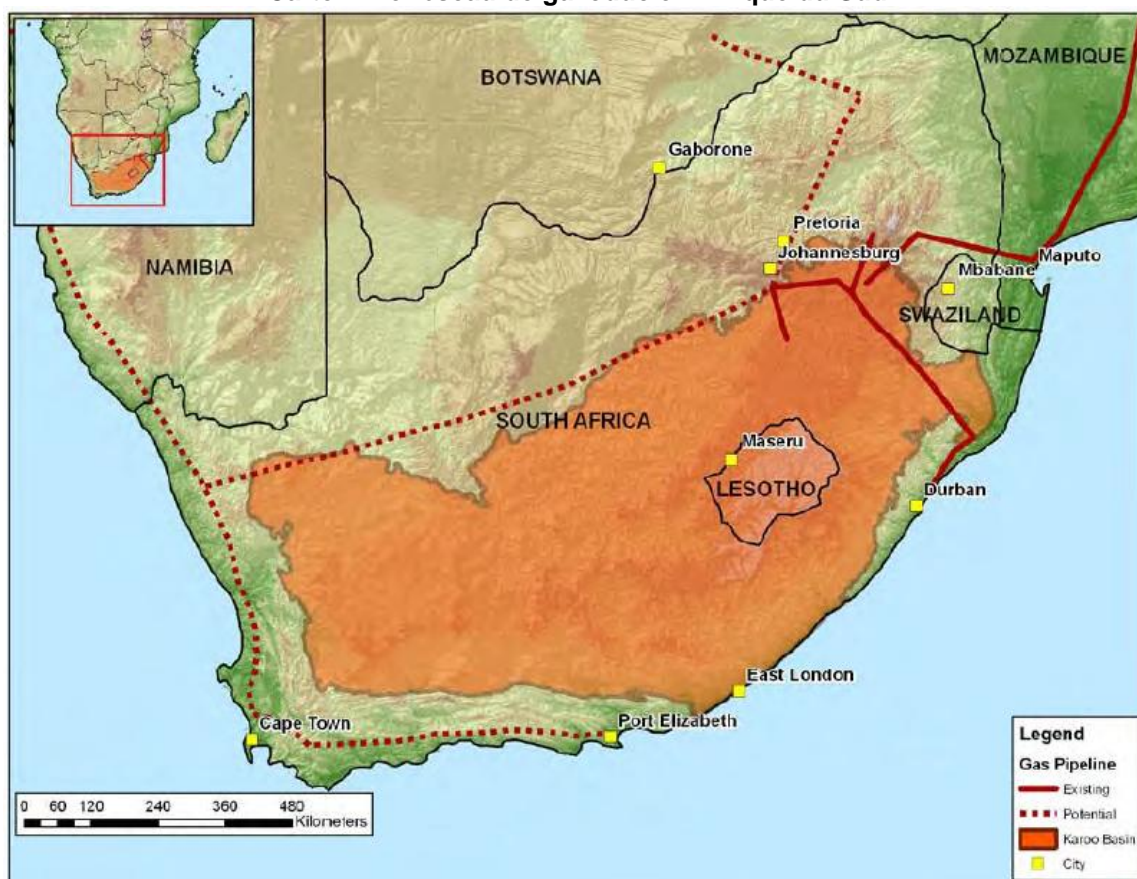 BOTSWANA
MOZAMBIQUE
Gaborone
Pretoria
Johannesburg
Maputo
Mbabane
NAMIBIA
SWAZILAND
SOUTH AFRICA
Maseru
LESOTHO
Durban
East London
Port Elizabeth
Cape Town
0 60 120 240 360 480
Kilometers
Legend
Gas Pipeline
Existing
Potential
Karoo Basin
City